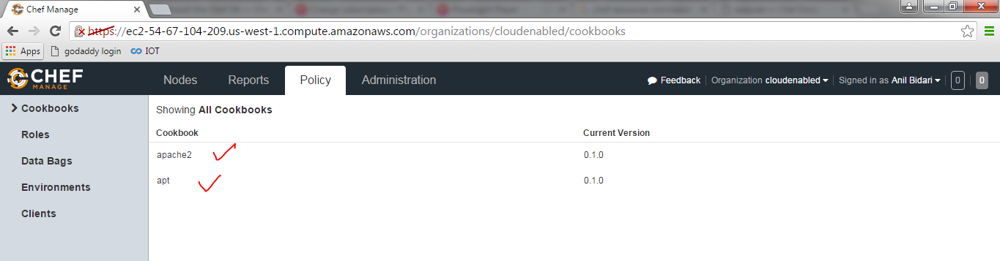 Chef Manage
https://ec2-54-67-104-209.us-west-1.compute.amazonaws.com/organizations/cloudenabled/cookbooks
Apps godaddy login IOT
CHEF MANAGE Nodes Reports Policy Administration Feedback Organization cloudenabled Signed in as Anil Bidari 0 0
Cookbooks
Roles
Data Bags
Environments
Clients
Showing All Cookbooks
Cookbook Current Version
apache2 0.1.0
apt 0.1.0